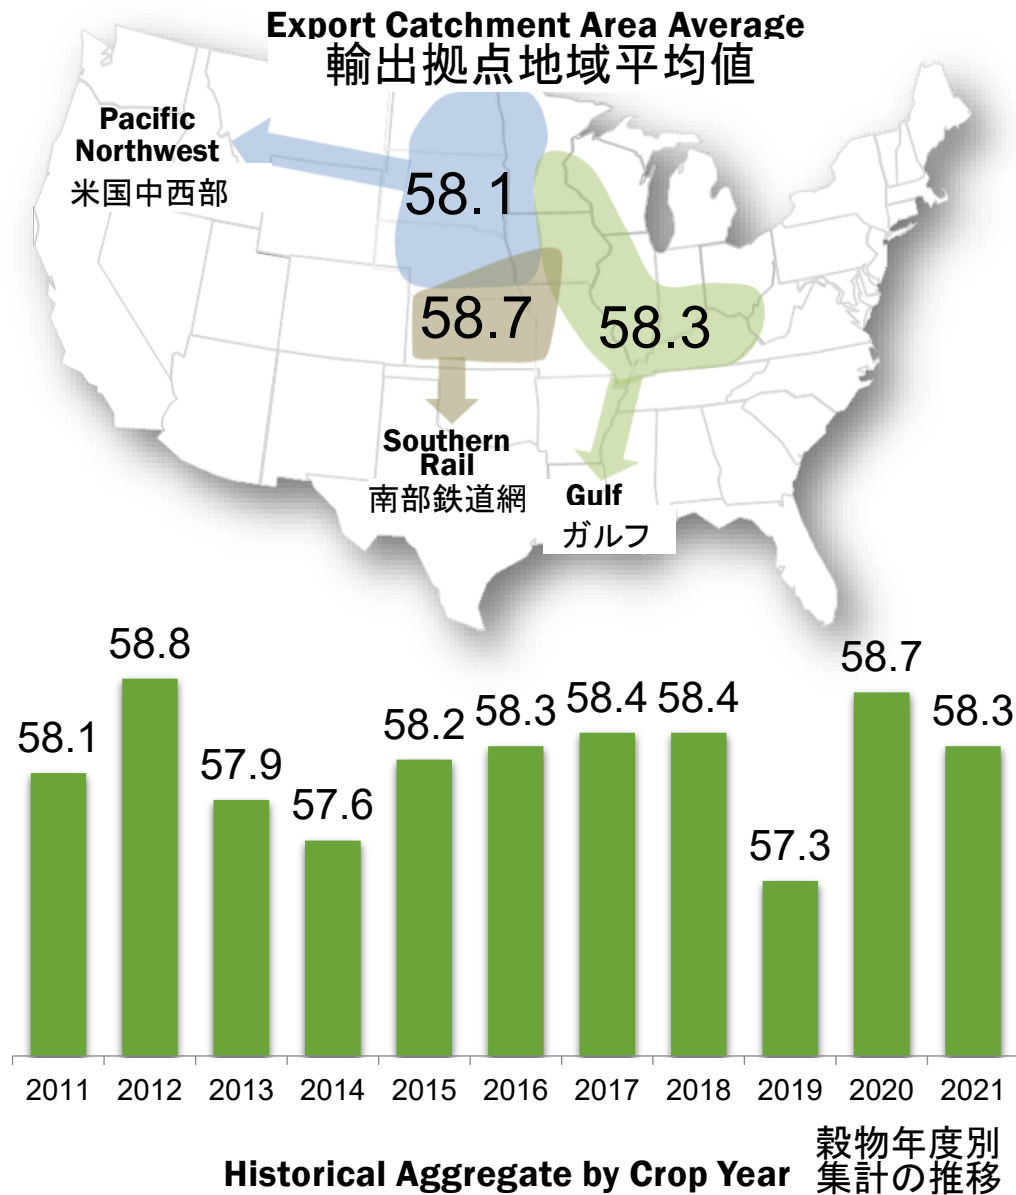 Export Catchment Area Average
輸出拠点地域平均値
Pacific
Northwest
米国中西部
58.1
58.7
58.3
Southern
Rail
南部鉄道網
Gulf
ガルフ
58.1
58.8
57.9
57.6
58.2
58.3
58.4
58.4
57.3
58.7
58.3
2011 2012 2013 2014 2015 2016 2017 2018 2019 2020 2021
Historical Aggregate by Crop Year
穀物年度別
集計の推移